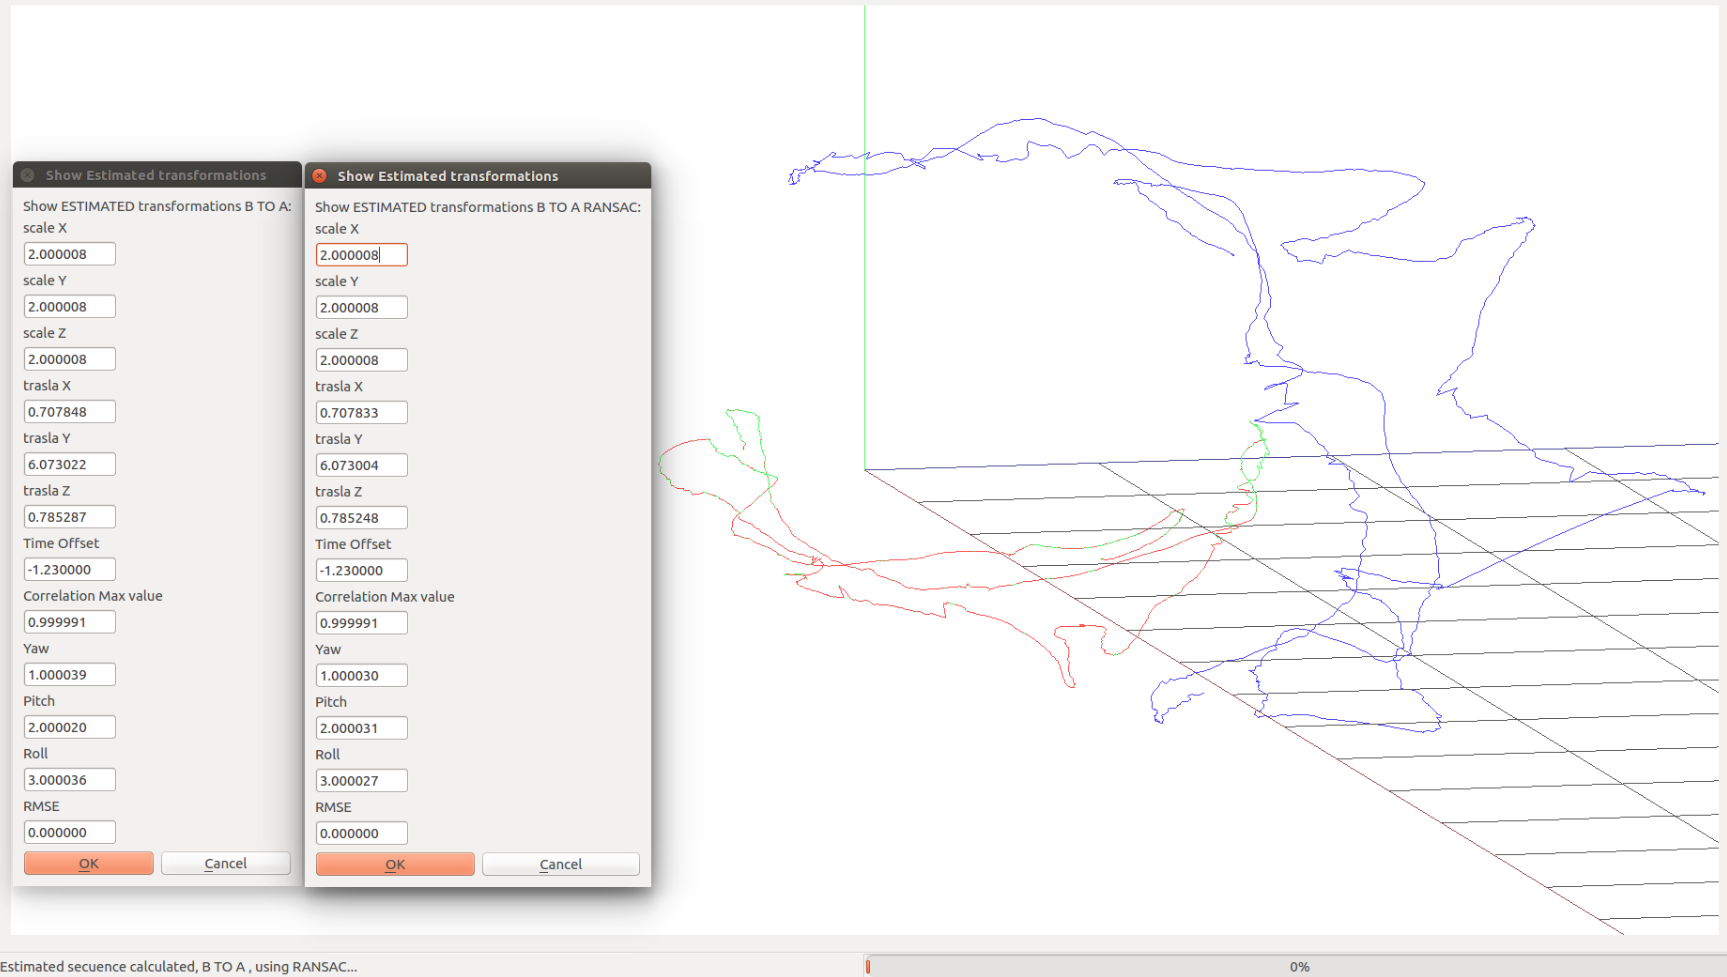 Show Estimated transformations
Show ESTIMATED transformations B TO A:
scale X
2.000008
scale Y
2.000008
scale Z
2.000008
trasla X
0.707848
trasla Y
6.073022
trasla Z
0.785287
Time Offset
-1.230000
Correlation Max value
0.999991
Yaw
1.000039
Pitch
2.000020
Roll
3.000036
RMSE
0.000000
OK Cancel
Show Estimated transformations
Show ESTIMATED transformations B TO A RANSAC:
scale X
2.000008
scale Y
2.000008
scale Z
2.000008
trasla X
0.707833
trasla Y
6.073004
trasla Z
0.785248
Time Offset
-1.230000
Correlation Max value
0.999991
Yaw
1.000030
Pitch
2.000031
Roll
3.000027
RMSE
0.000000
OK Cancel
Estimated secuence calculated, B TO A , using RANSAC...
0%